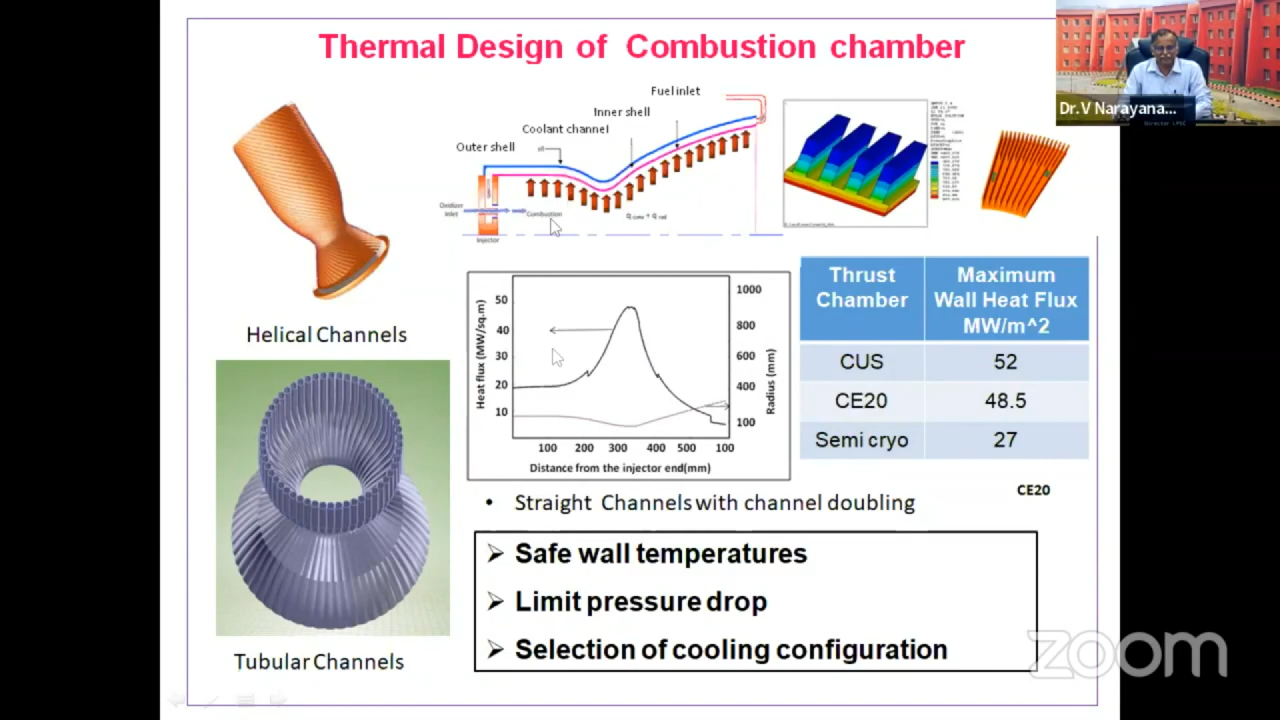 Thermal Design of Combustion chamber
Dr.V Narayana...
Director LPSC
Fuel inlet
Inner shell
Coolant channel
Outer shell
Oxidizer
inlet
Combustion
q conv + q rad
Injector
Helical Channels
Heat flux (MW/sq.m)
50
40
30
20
10
1000
800
600
400
100
Radius (mm)
100 200 300 400 500 100
Distance from the injector end(mm)
Thrust Chamber
Maximum Wall Heat Flux MW/m^2
CUS 52
CE20 48.5
Semi cryo 27
CE20
• Straight Channels with channel doubling
➢ Safe wall temperatures
➢ Limit pressure drop
➢ Selection of cooling configuration
Tubular Channels
zoom